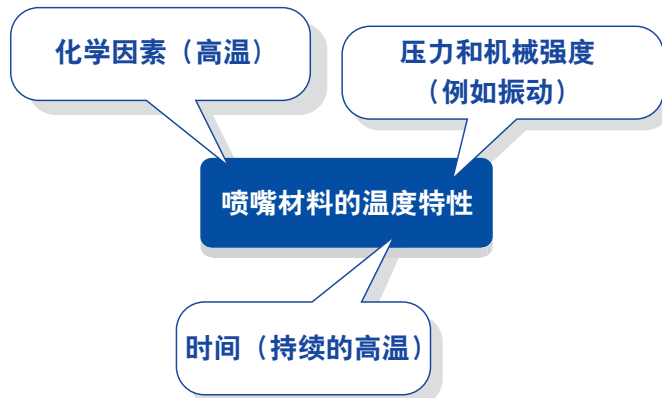 化学因素（高温）
压力和机械强度
（例如振动）
喷嘴材料的温度特性
时间（持续的高温）